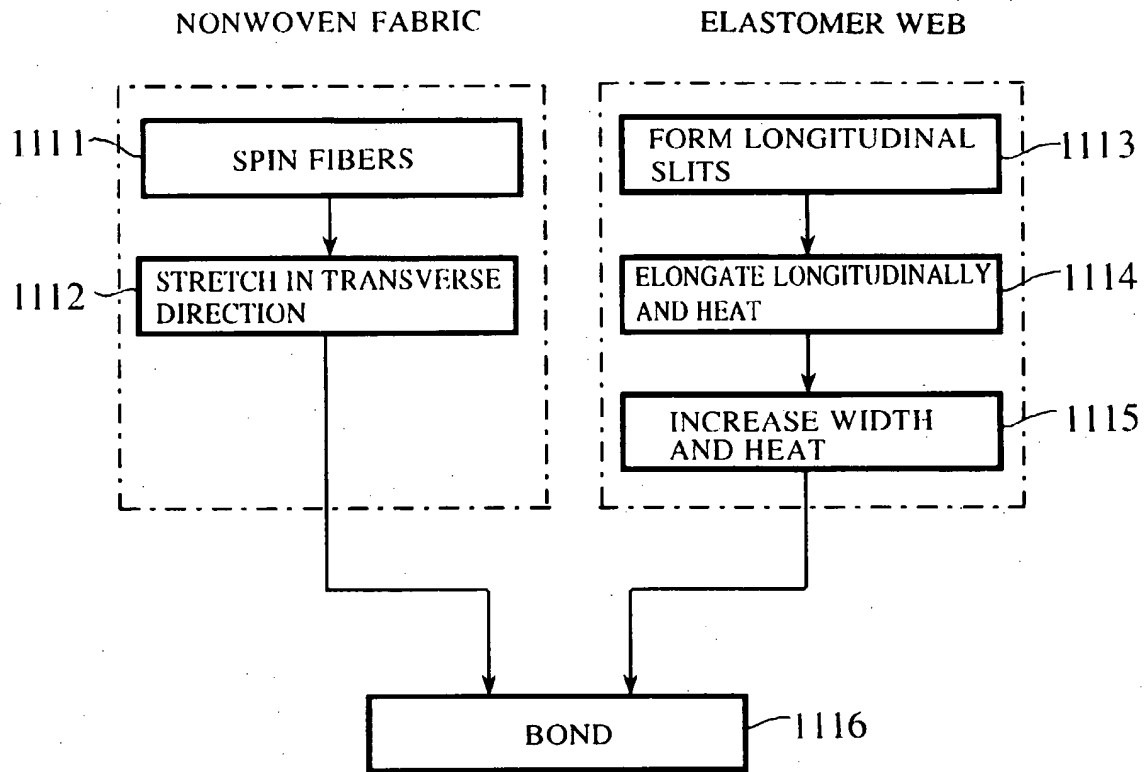 NONWOVEN FABRIC
ELASTOMER WEB
1111
SPIN FIBERS
FORM LONGITUDINAL
SLITS
1113
1112
STRETCH IN TRANSVERSE
DIRECTION
ELONGATE LONGITUDINALLY
AND HEAT
1114
INCREASE WIDTH
AND HEAT
1115
BOND
1116